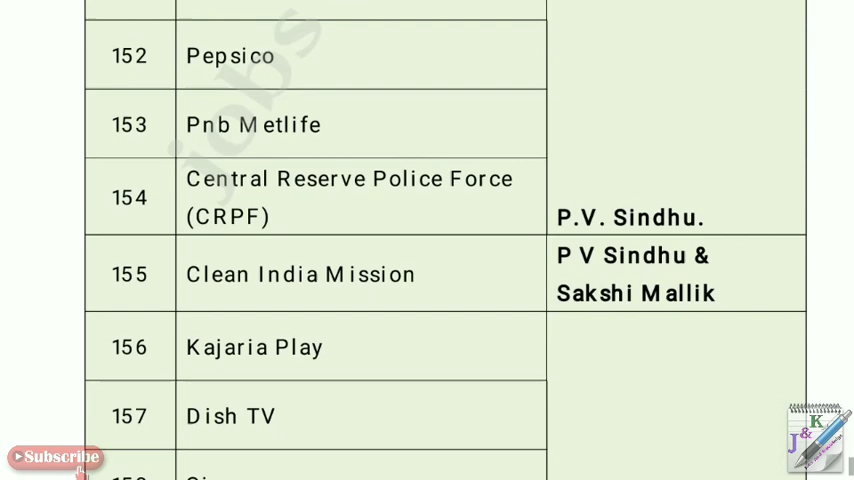 jobs
152 Pepsico
153 Pnb Metlife
154 Central Reserve Police Force
(CRPF)
P.V. Sindhu.
155 Clean India Mission
P V Sindhu &
Sakshi Mallik
156 Kajaria Play
157 Dish TV
Subscribe
J&K